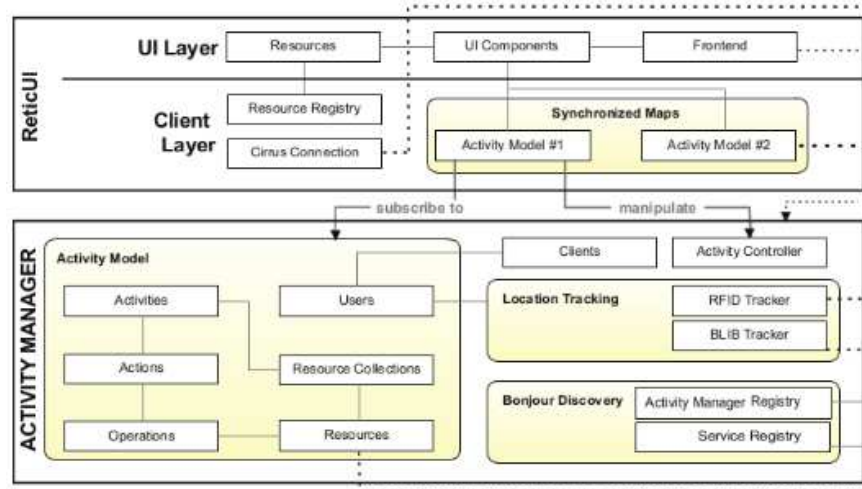 ReticUI
UI Layer
Resources
UI Components
Frontend
Client
Layer
Resource Registry
Cirrus Connection
Synchronized Maps
Activity Model #1
Activity Model #2
subscribe to
manipulate
ACTIVITY MANAGER
Activity Model
Clients
Activity Controller
Activities
Users
Location Tracking
RFID Tracker
BLIB Tracker
Actions
Resource Collections
Bonjour Discovery
Activity Manager Registry
Service Registry
Operations
Resources